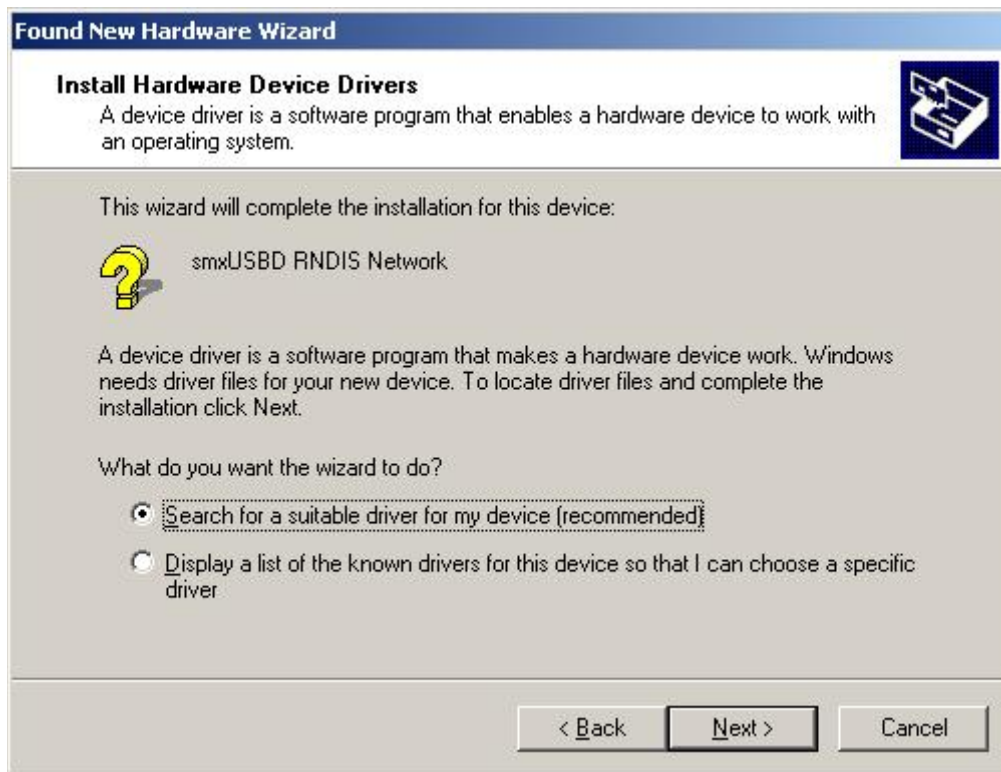 Found New Hardware Wizard
Install Hardware Device Drivers
A device driver is a software program that enables a hardware device to work with
an operating system.
This wizard will complete the installation for this device:
smxUSBD RNDIS Network
A device driver is a software program that makes a hardware device work. Windows
needs driver files for your new device. To locate driver files and complete the
installation click Next.
What do you want the wizard to do?
Search for a suitable driver for my device (recommended)
Display a list of the known drivers for this device so that I can choose a specific
driver
< Back Next > Cancel